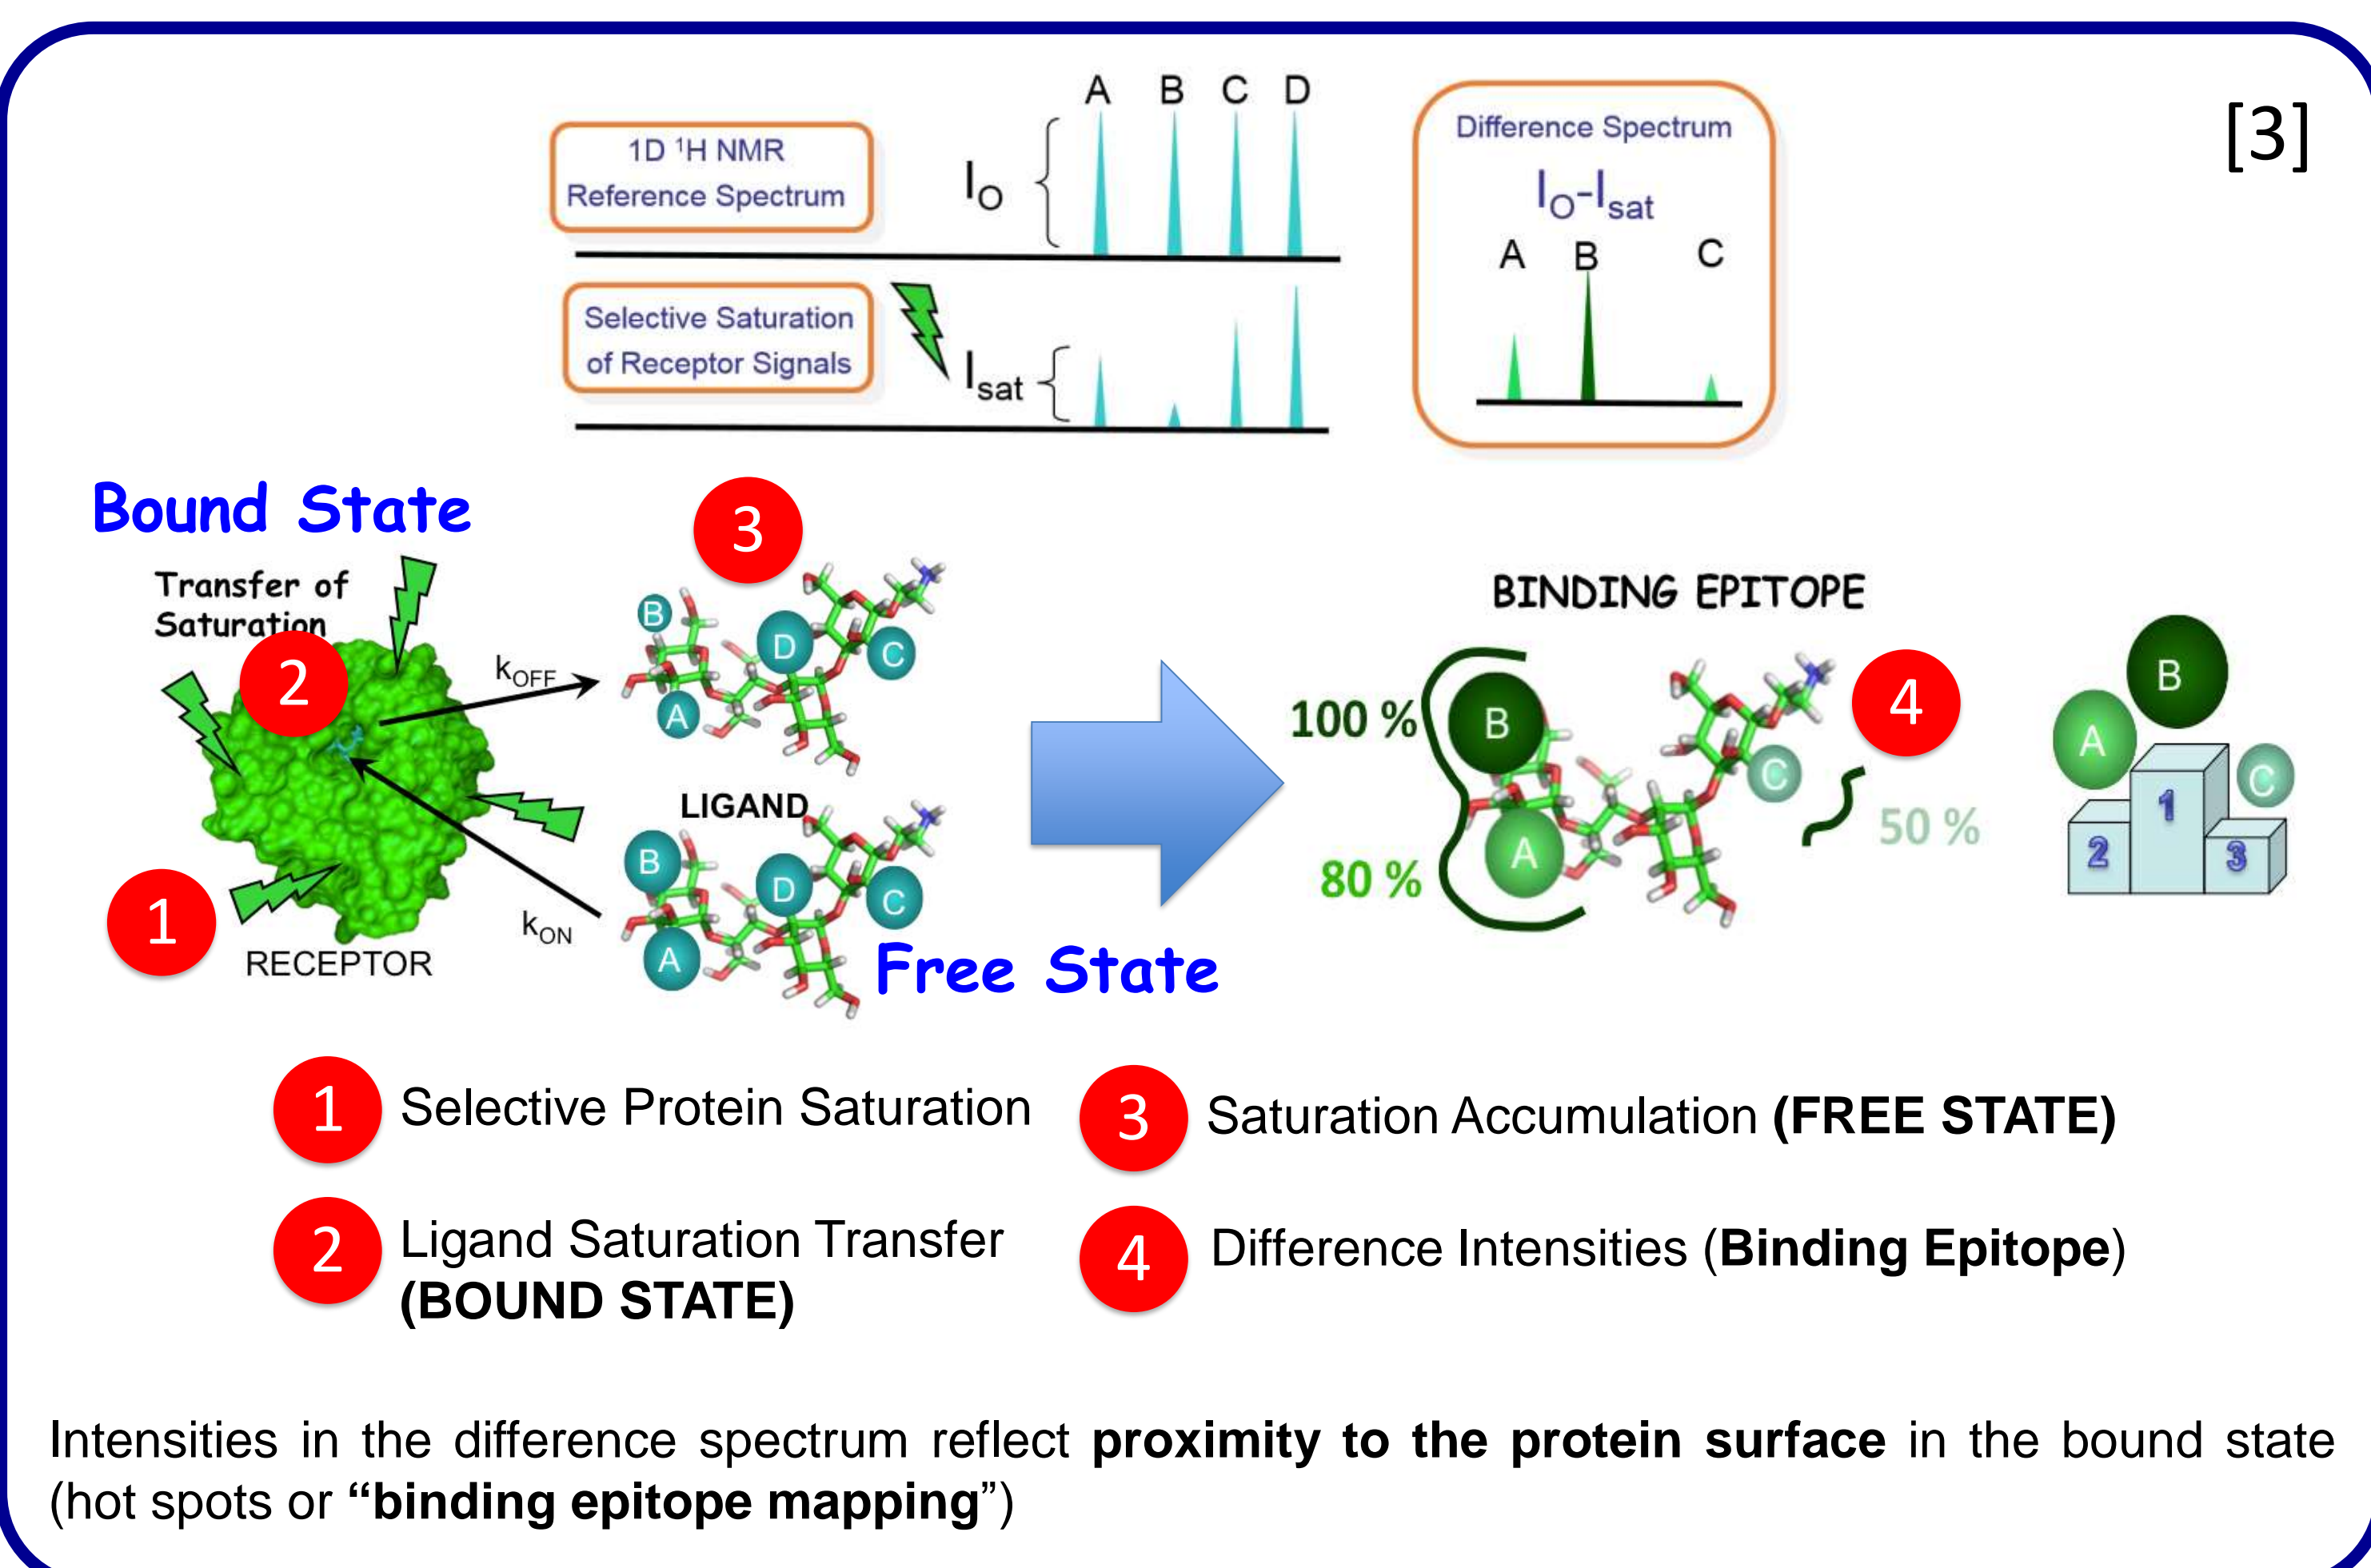 A B C D
[3]
1D ¹H NMR
Reference Spectrum
I₀
Difference Spectrum
I₀-Isat
A B C
Selective Saturation
of Receptor Signals
Isat
Bound State
Transfer of
Saturation
2
1
RECEPTOR
kOFF
kON
3
B
D
C
A
LIGAND
B
D
C
A
Free State
BINDING EPITOPE
100 %
B
80 %
A
C
4
50 %
B
A
C
1
2
3
1 Selective Protein Saturation
3 Saturation Accumulation (FREE STATE)
2 Ligand Saturation Transfer
(BOUND STATE)
4 Difference Intensities (Binding Epitope)
Intensities in the difference spectrum reflect proximity to the protein surface in the bound state
(hot spots or “binding epitope mapping”)